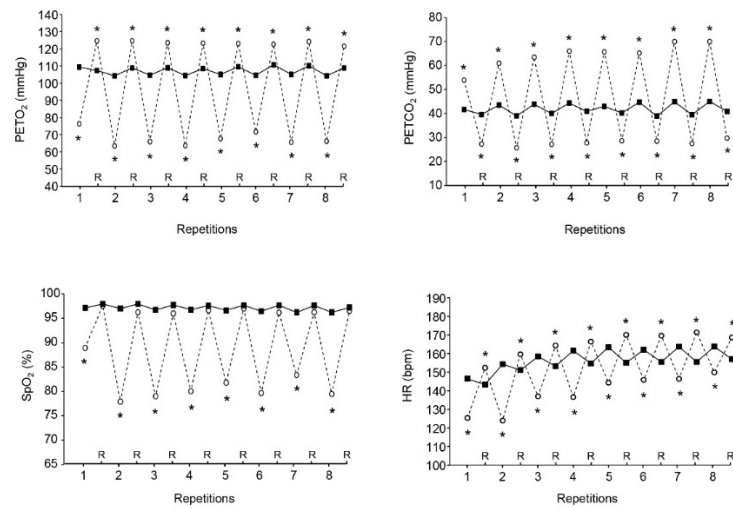 PETO2 (mmHg)
140
130
120
110
100
90
80
70
60
50
40
* * * * * * * *
* * * * * * * *
R R R R R R R R
1 2 3 4 5 6 7 8
Repetitions
PETCO2 (mmHg)
80
70
60
50
40
30
20
10
* * * * * * * *
* * * * * * * *
R R R R R R R R
1 2 3 4 5 6 7 8
Repetitions
SpO2 (%)
100
95
90
85
80
75
70
65
* * * * * * * *
R R R R R R R
1 2 3 4 5 6 7 8
Repetitions
HR (bpm)
190
180
170
160
150
140
130
120
110
100
* * * * * * * *
* * * * * * * *
R R R R R R R R
1 2 3 4 5 6 7 8
Repetitions